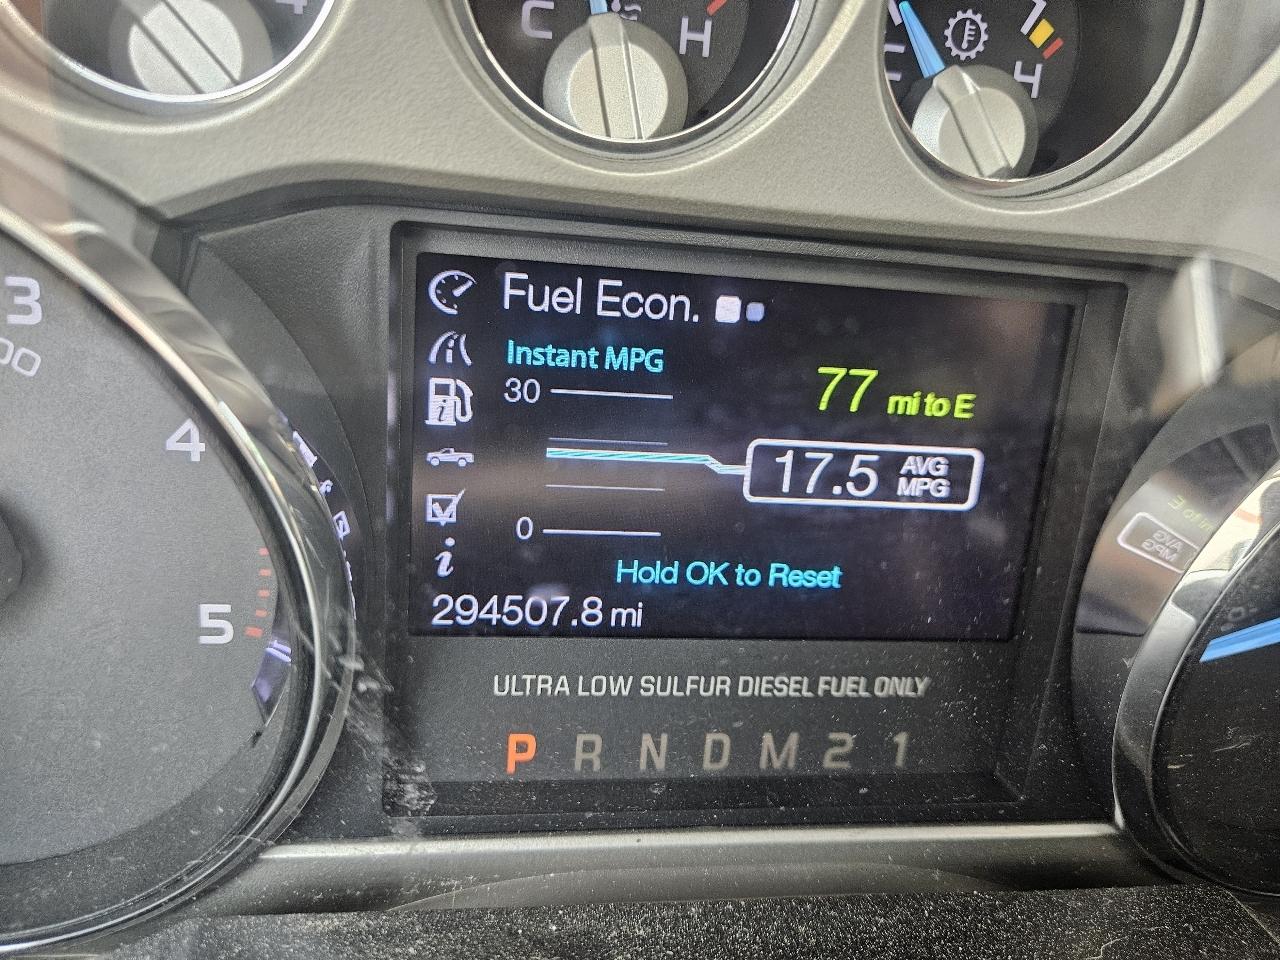 C H
H
3
00
4
5
Fuel Econ.
Instant MPG
30
77 mi to E
17.5 AVG MPG
0
Hold OK to Reset
i
294507.8 mi
ULTRA LOW SULFUR DIESEL FUEL ONLY
P R N D M 2 1